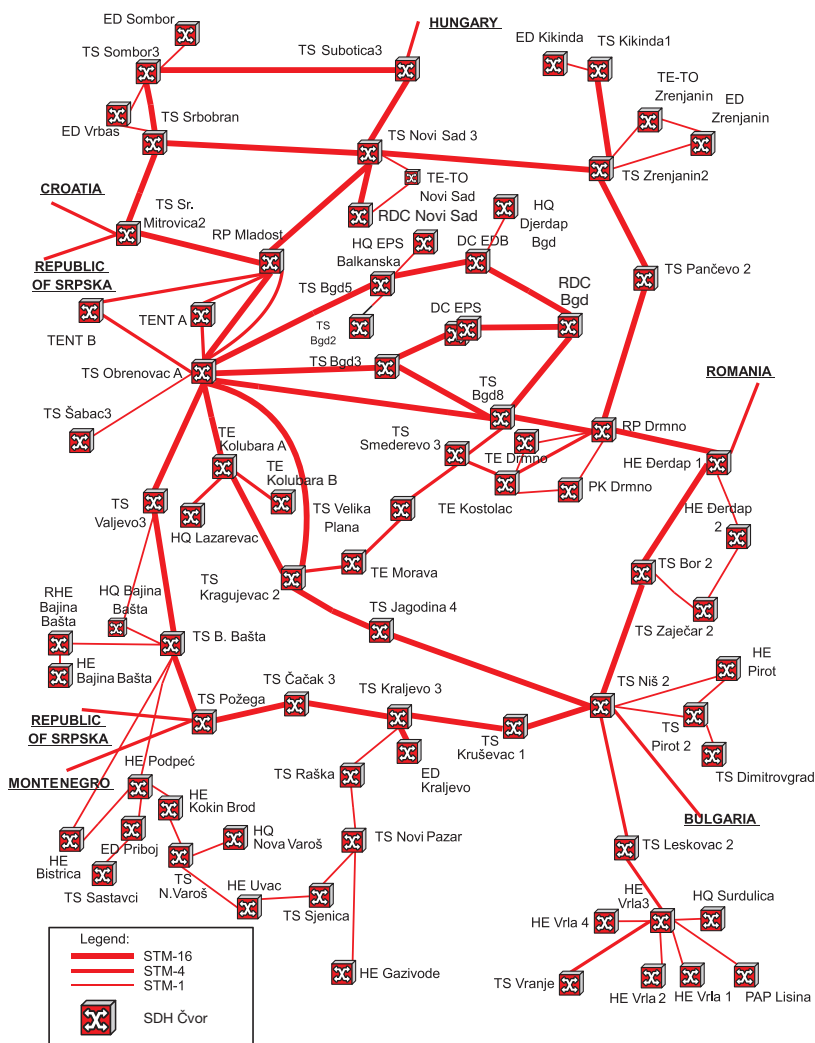 ED Sombor
HUNGARY
TS Sombor3
TS Subotica3
ED Kikinda
TS Kikinda1
TE-TO
Zrenjanin
ED
Zrenjanin
TS Srbobran
ED Vrbas
TS Novi Sad 3
TE-TO
Novi Sad
TS Zrenjanin2
CROATIA
TS Sr.
Mitrovica2
RDC Novi Sad
HQ
Djerdap
Bgd
RP Mladost
HQ EPS
Balkanska
DC EDB
REPUBLIC
OF SRPSKA
TS Bgd5
RDC
Bgd
TS Pančevo 2
TENT A
TENT B
TS
Bgd2
DC EPS
TS Obrenovac A
TS Bgd3
TS
Bgd8
ROMANIA
TS Šabac3
TE
Kolubara A
TS
Smederevo 3
RP Drmno
TE Drmno
HE Đerdap 1
TE
Kolubara B
TS
Valjevo3
TS Velika
Plana
TE Kostolac
PK Drmno
HE Đerdap
2
HQ Lazarevac
TE Morava
TS Bor 2
TS
Kragujevac 2
RHE
Bajina
Bašta
HQ Bajina
Bašta
TS Jagodina 4
TS Zaječar 2
TS B. Bašta
HE
Bajina Bašta
TS Čačak 3
TS Kraljevo 3
TS Niš 2
HE
Pirot
REPUBLIC
OF SRPSKA
TS Požega
TS
Kruševac 1
TS
Pirot 2
ED
Kraljevo
TS Dimitrovgrad
MONTENEGRO
HE Podpeć
TS Raška
HE
Kokin Brod
BULGARIA
HQ
Nova Varoš
TS Novi Pazar
TS Leskovac 2
HE
Bistrica
ED Priboj
TS Sastavci
TS
N.Varoš
HE Uvac
TS Sjenica
HE
Vrla3
HQ Surdulica
HE Vrla 4
Legend:
STM-16
STM-4
STM-1
SDH Čvor
HE Gazivode
TS Vranje
HE Vrla 2
HE Vrla 1
PAP Lisina